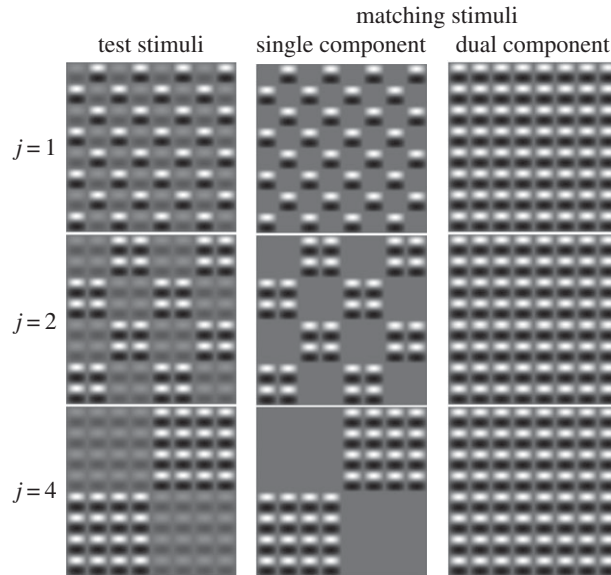 matching stimuli
test stimuli single component dual component
j = 1
j = 2
j = 4